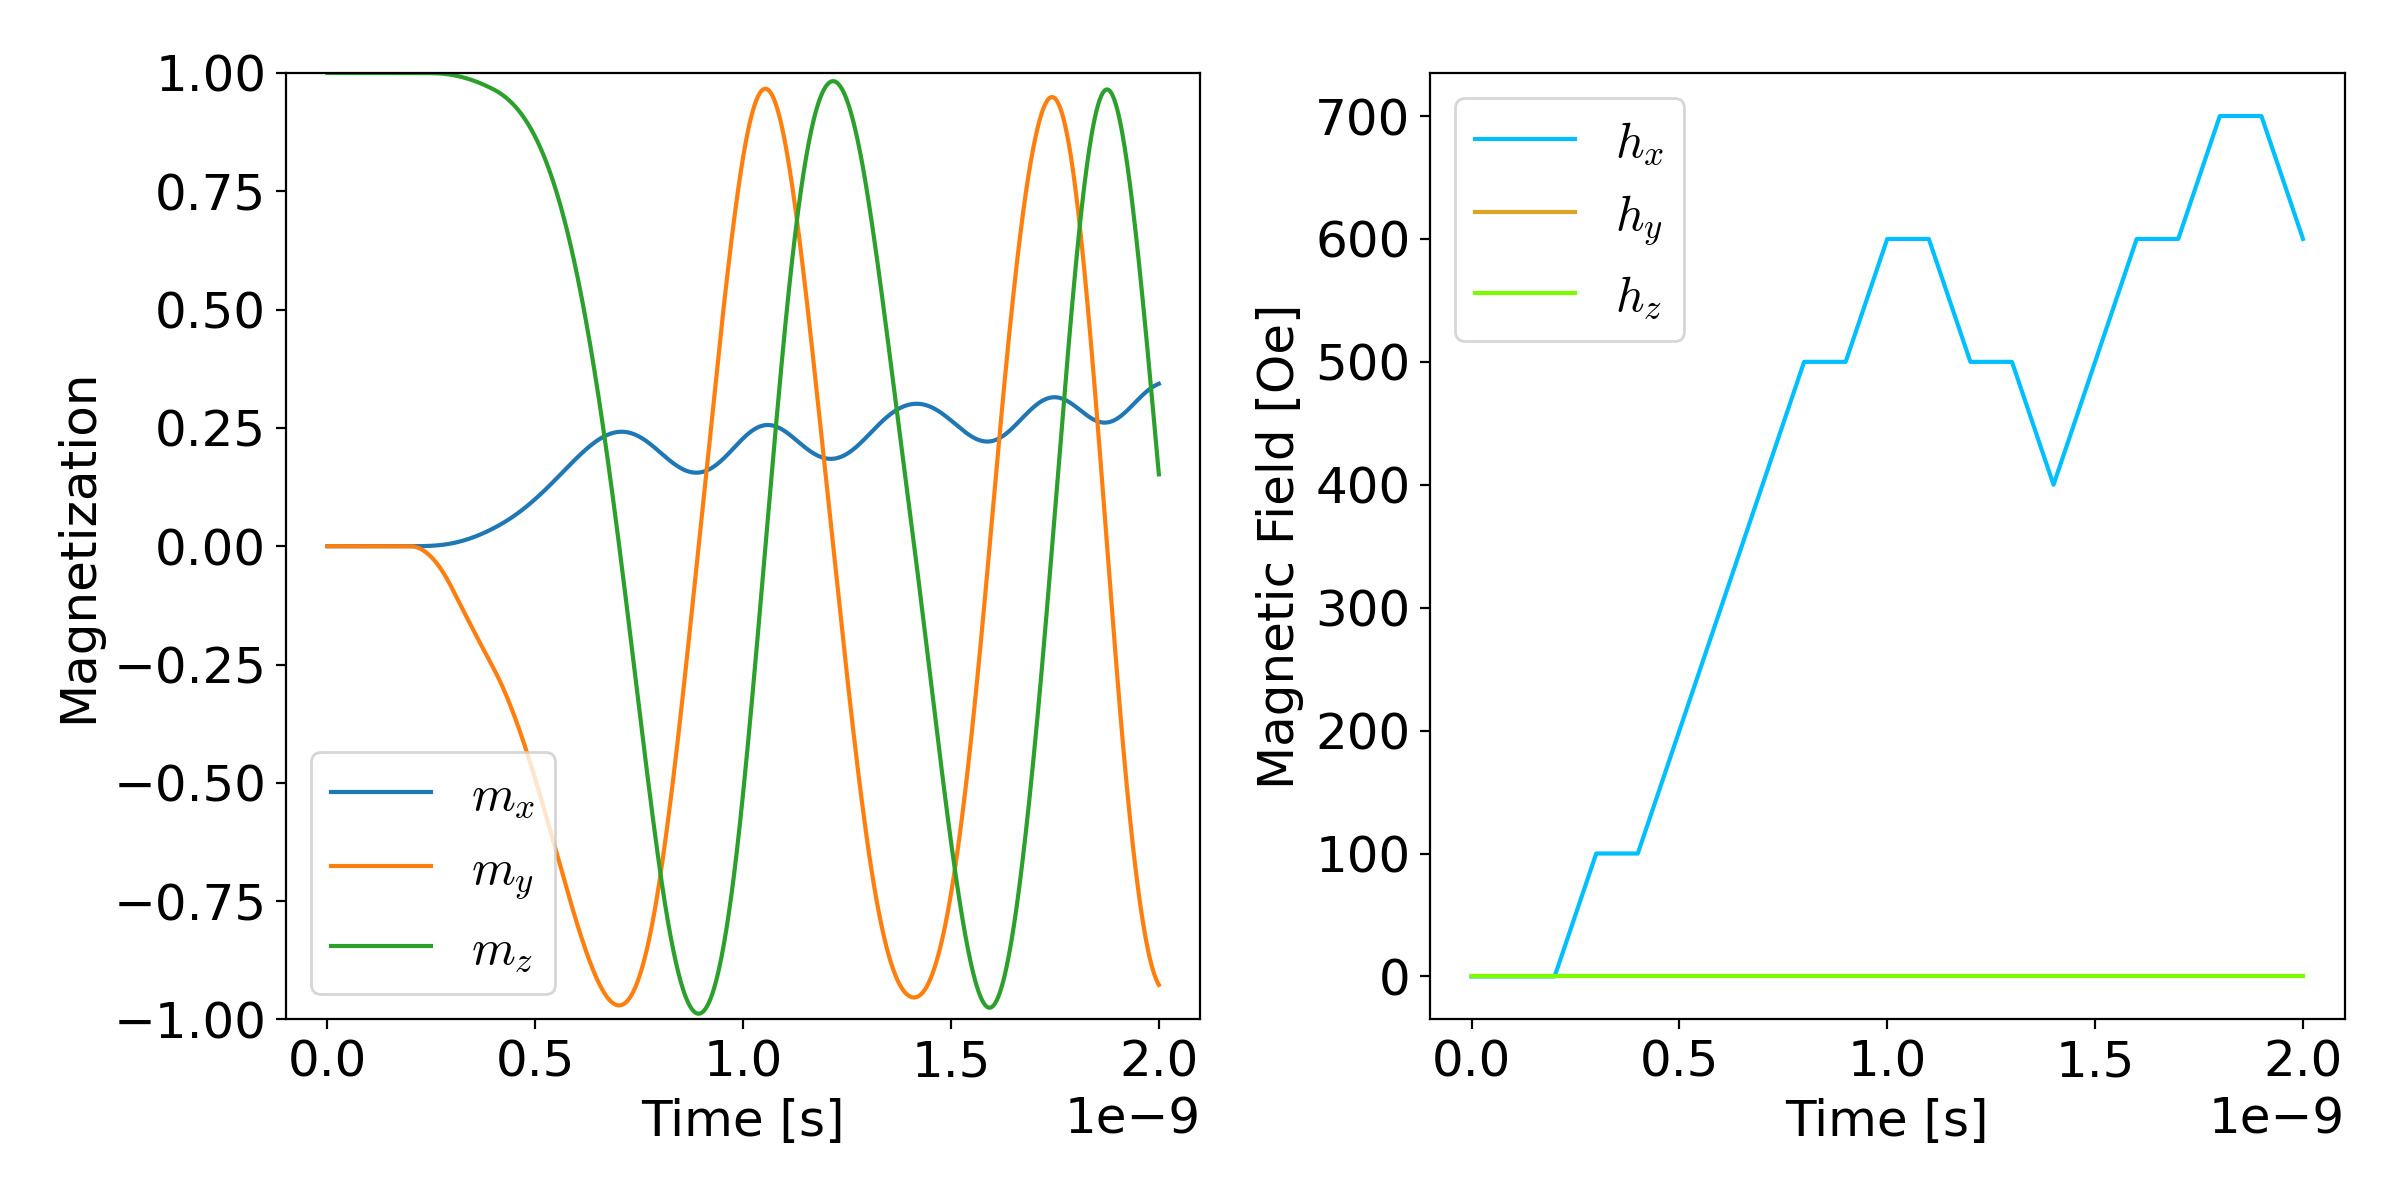 Magnetization
1.00
0.75
0.50
0.25
0.00
−0.25
−0.50
−0.75
−1.00
m_x
m_y
m_z
0.0 0.5 1.0 1.5 2.0
Time [s]
1e−9
Magnetic Field [Oe]
700
600
500
400
300
200
100
0
h_x
h_y
h_z
0.0 0.5 1.0 1.5 2.0
Time [s]
1e−9